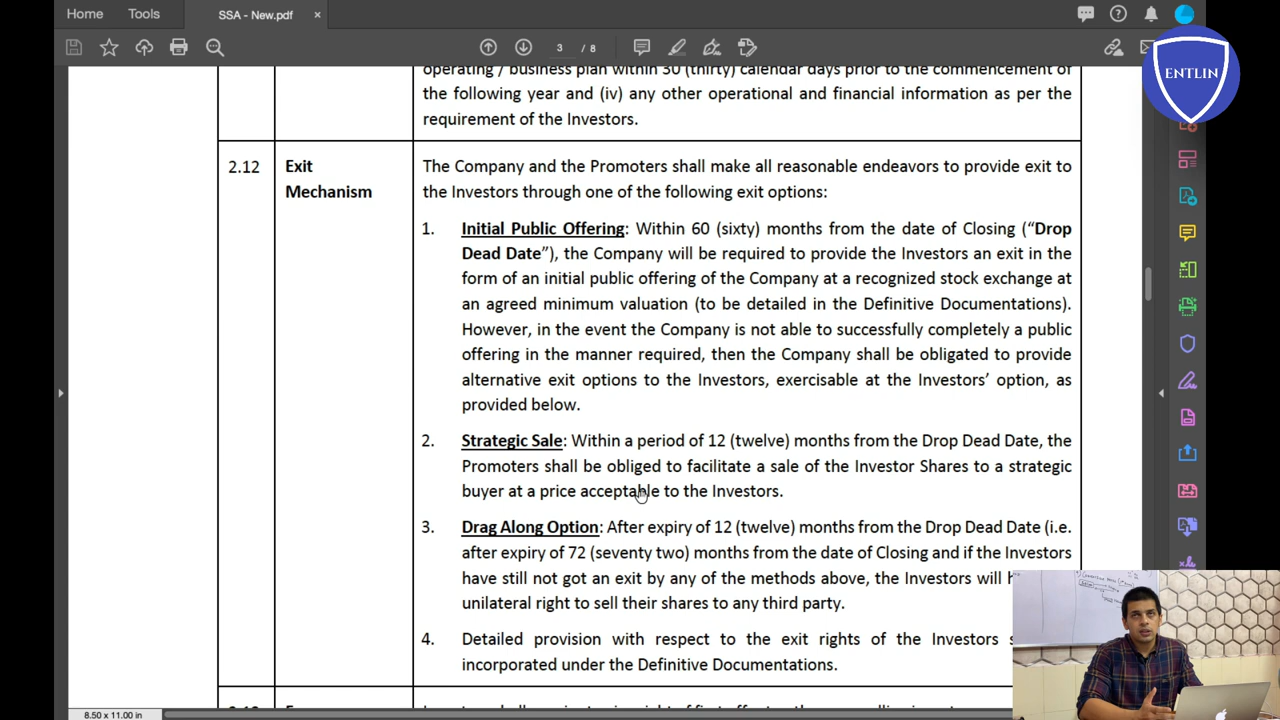 Home Tools SSA - New.pdf ×
3 / 8
ENTLIN
operating / business plan within 30 (thirty) calendar days prior to the commencement of
the following year and (iv) any other operational and financial information as per the
requirement of the Investors.
2.12 Exit Mechanism
The Company and the Promoters shall make all reasonable endeavors to provide exit to
the Investors through one of the following exit options:
1. Initial Public Offering: Within 60 (sixty) months from the date of Closing (“Drop
Dead Date”), the Company will be required to provide the Investors an exit in the
form of an initial public offering of the Company at a recognized stock exchange at
an agreed minimum valuation (to be detailed in the Definitive Documentations).
However, in the event the Company is not able to successfully completely a public
offering in the manner required, then the Company shall be obligated to provide
alternative exit options to the Investors, exercisable at the Investors’ option, as
provided below.
2. Strategic Sale: Within a period of 12 (twelve) months from the Drop Dead Date, the
Promoters shall be obliged to facilitate a sale of the Investor Shares to a strategic
buyer at a price acceptable to the Investors.
3. Drag Along Option: After expiry of 12 (twelve) months from the Drop Dead Date (i.e.
after expiry of 72 (seventy two) months from the date of Closing and if the Investors
have still not got an exit by any of the methods above, the Investors will
unilateral right to sell their shares to any third party.
4. Detailed provision with respect to the exit rights of the Investors
incorporated under the Definitive Documentations.
8.50 x 11.00 in